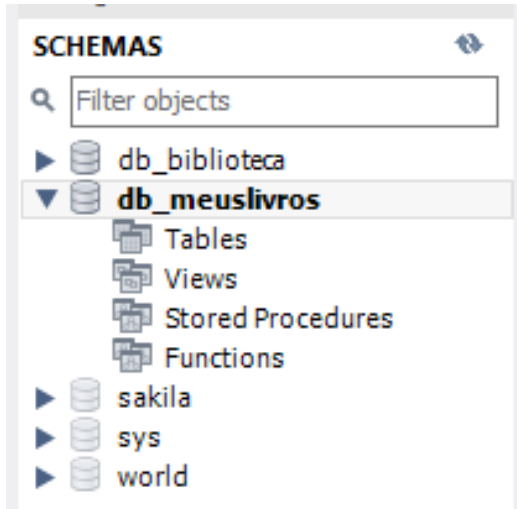 SCHEMAS
Filter objects
db_biblioteca
db_meuslivros
Tables
Views
Stored Procedures
Functions
sakila
sys
world